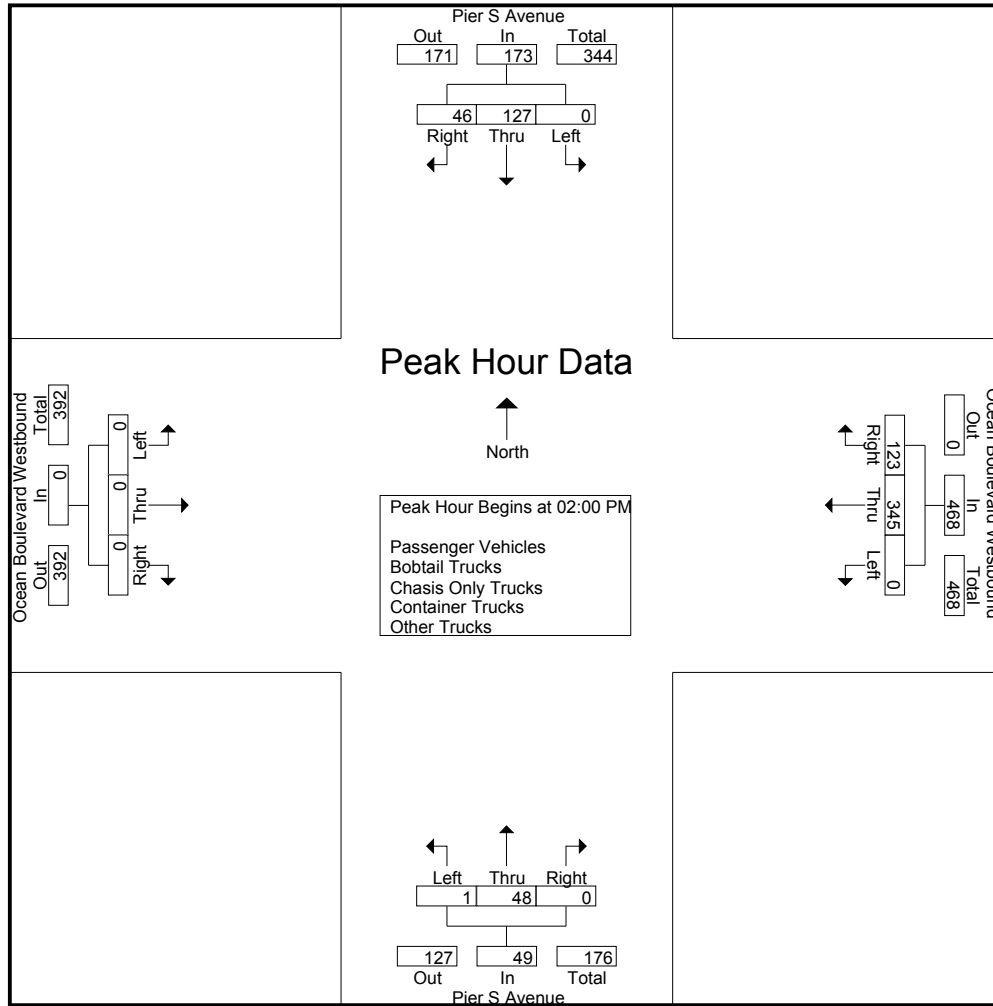 Pier S Avenue
Out In Total
171 173 344
46 127 0
Right Thru Left
Peak Hour Data
North
Peak Hour Begins at 02:00 PM
Passenger Vehicles
Bobtail Trucks
Chasis Only Trucks
Container Trucks
Other Trucks
Ocean Boulevard Westbound
Total In Out
392 0 392
0 0 0
Left Thru Right
Ocean Boulevard Westbound
Out In Total
0 468 468
123 345 0
Right Thru Left
Left Thru Right
1 48 0
127 49 176
Out In Total
Pier S Avenue